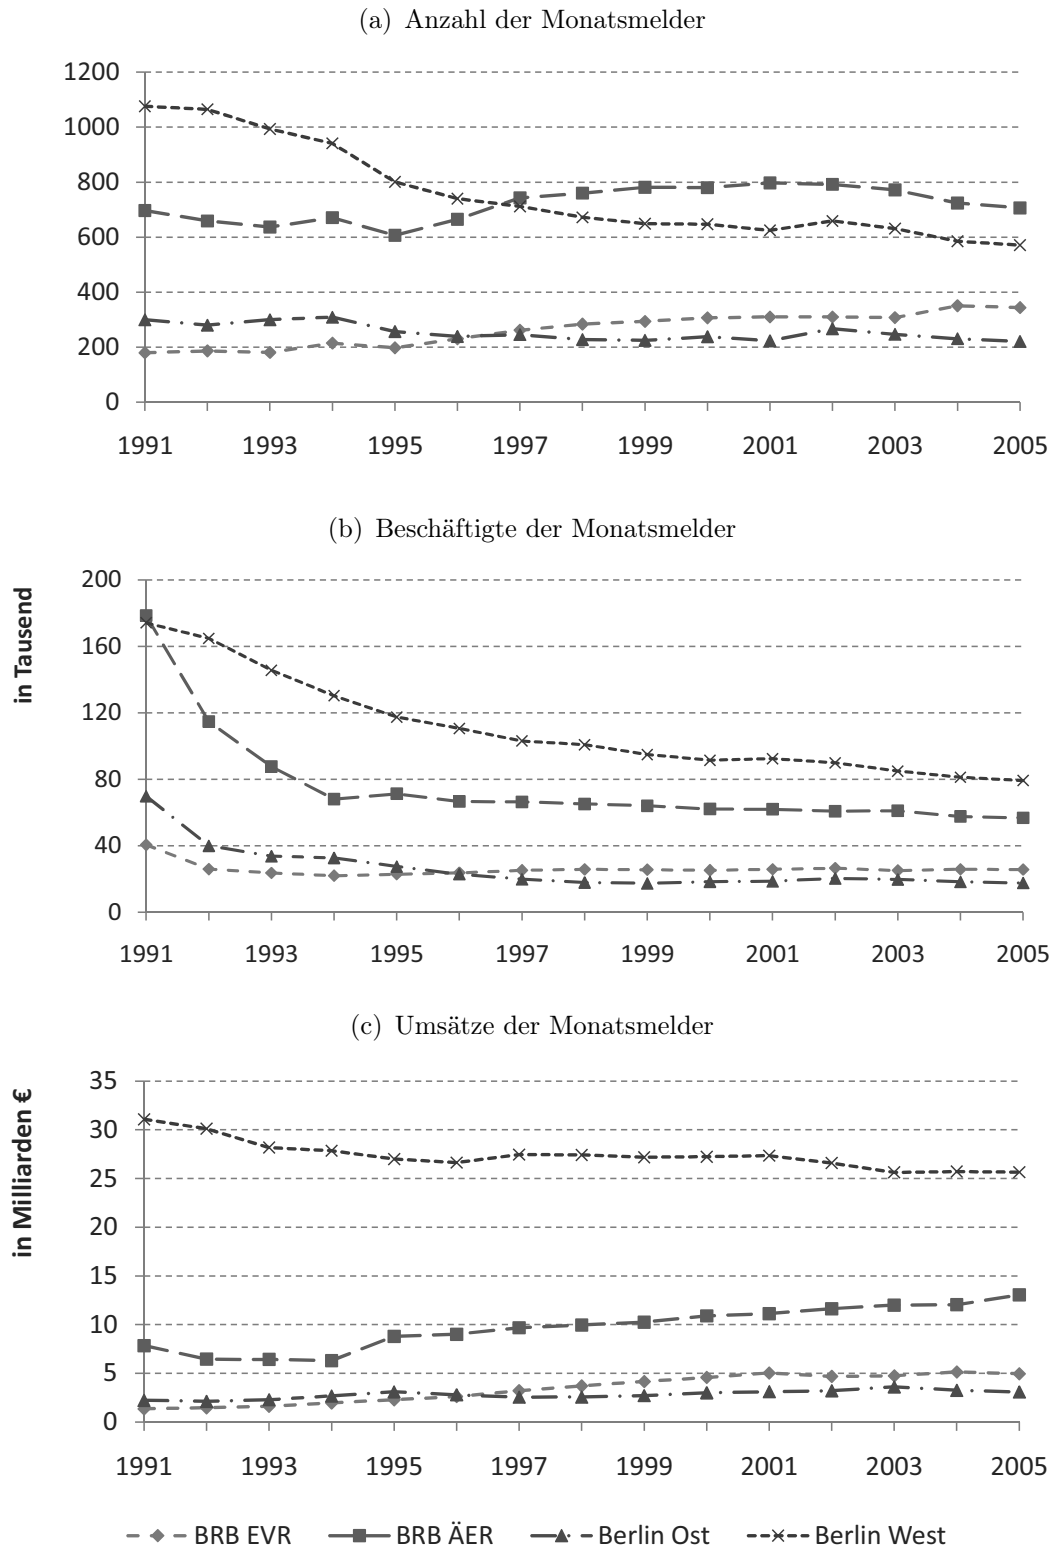 (a) Anzahl der Monatsmelder
1200
1000
800
600
400
200
0
1991 1993 1995 1997 1999 2001 2003 2005
(b) Beschäftigte der Monatsmelder
in Tausend
200
160
120
80
40
0
1991 1993 1995 1997 1999 2001 2003 2005
(c) Umsätze der Monatsmelder
in Milliarden €
35
30
25
20
15
10
5
0
1991 1993 1995 1997 1999 2001 2003 2005
BRB EVR BRB ÄER Berlin Ost Berlin West